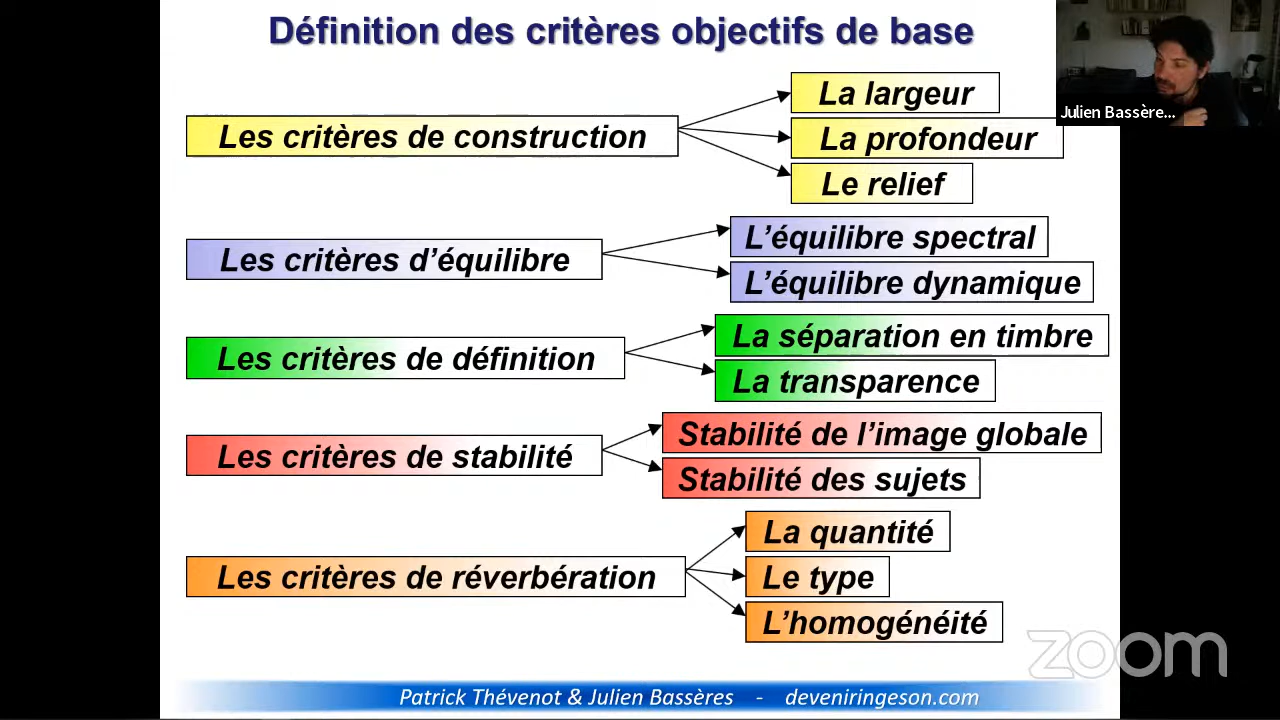 Définition des critères objectifs de base
Julien Bassère...
Les critères de construction
La largeur
La profondeur
Le relief
Les critères d’équilibre
L’équilibre spectral
L’équilibre dynamique
Les critères de définition
La séparation en timbre
La transparence
Les critères de stabilité
Stabilité de l’image globale
Stabilité des sujets
Les critères de réverbération
La quantité
Le type
L’homogénéité
zoom
Patrick Thévenot & Julien Bassères - deveniringeson.com